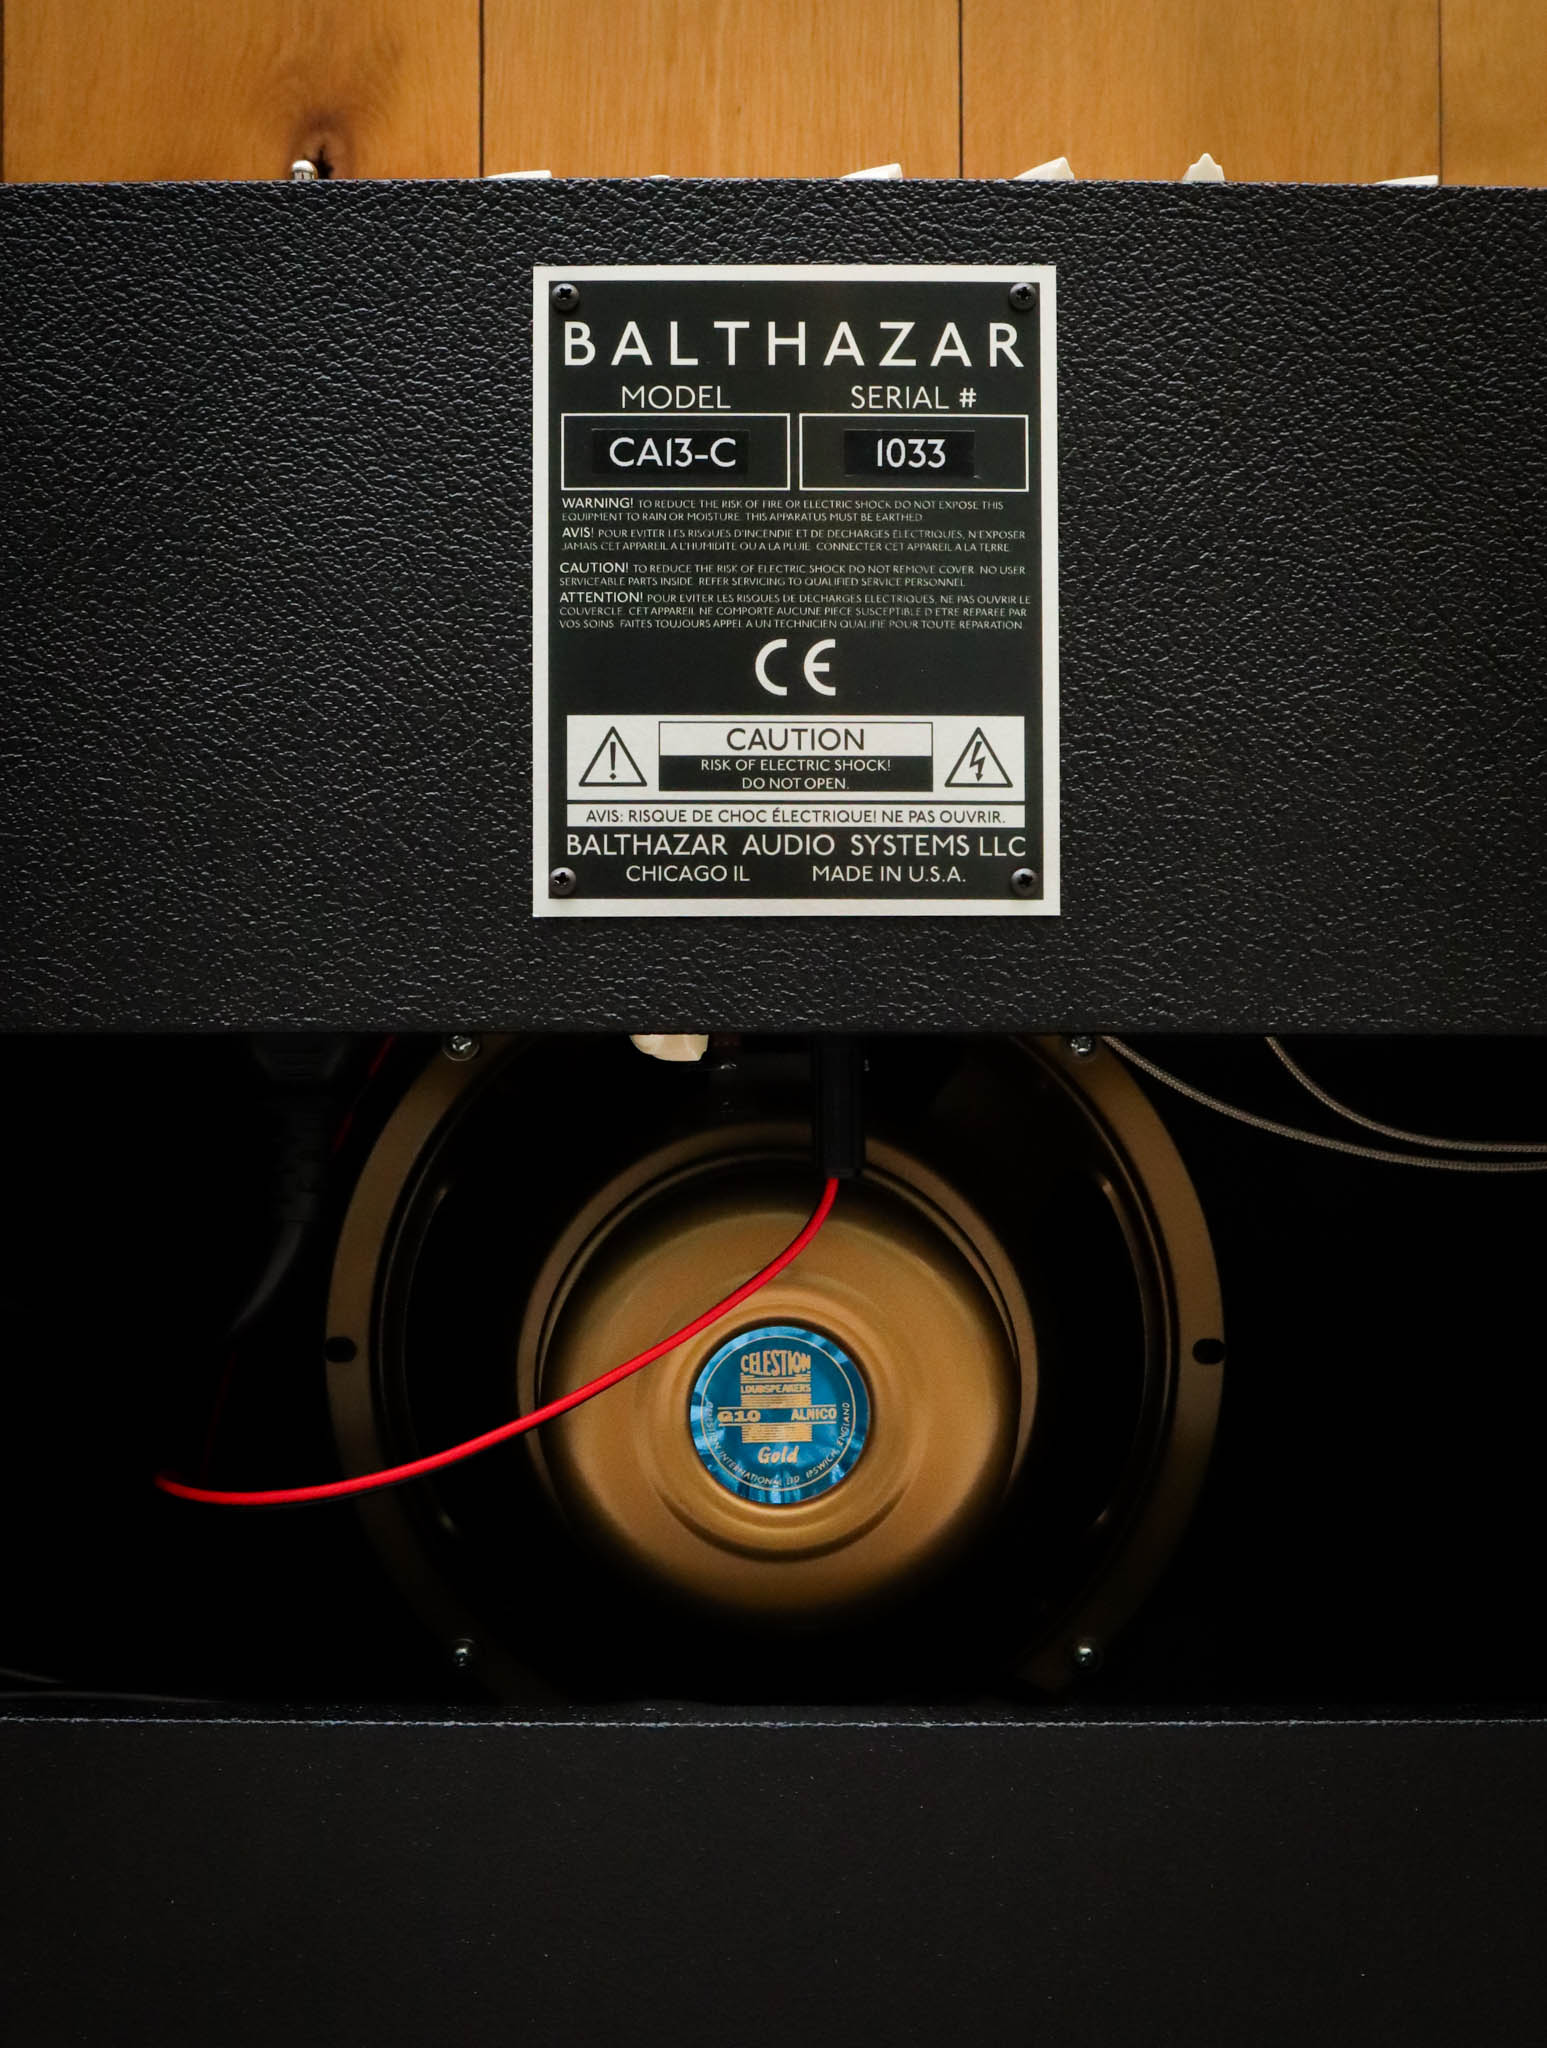 BALTHAZAR
MODEL SERIAL #
CA13-C 1033
WARNING! TO REDUCE THE RISK OF FIRE OR ELECTRIC SHOCK DO NOT EXPOSE THIS
EQUIPMENT TO RAIN OR MOISTURE. THIS APPARATUS MUST BE EARTHED.
AVIS! POUR EVITER LES RISQUES D'INCENDIE ET DE DECHARGES ELECTRIQUES, N'EXPOSER
JAMAIS CET APPAREIL A L'HUMIDITE OU A LA PLUIE. CONNECTER CET APPAREIL A LA TERRE.
CAUTION! TO REDUCE THE RISK OF ELECTRIC SHOCK DO NOT REMOVE COVER. NO USER
SERVICEABLE PARTS INSIDE. REFER SERVICING TO QUALIFIED SERVICE PERSONNEL.
ATTENTION! POUR EVITER LES RISQUES DE DECHARGES ELECTRIQUES, NE PAS OUVRIR LE
COUVERCLE. CET APPAREIL NE COMPORTE AUCUNE PIECE SUSCEPTIBLE D'ETRE REPAREE PAR
VOS SOINS. FAITES TOUJOURS APPEL A UN TECHNICIEN QUALIFIE POUR TOUTE REPARATION.
CE
CAUTION
RISK OF ELECTRIC SHOCK!
DO NOT OPEN.
AVIS: RISQUE DE CHOC ÉLECTRIQUE! NE PAS OUVRIR.
BALTHAZAR AUDIO SYSTEMS LLC
CHICAGO IL MADE IN U.S.A.
CELESTION
LOUDSPEAKERS
G10 ALNICO
Gold
INTERNATIONAL LTD IPSWICH ENGLAND